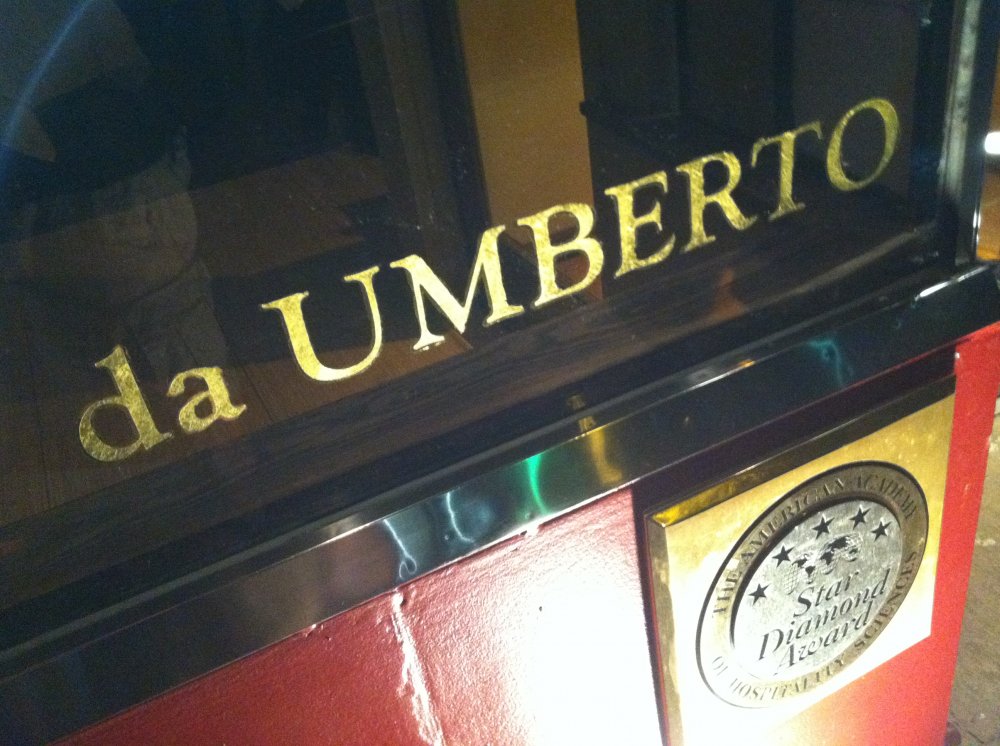 da UMBERTO
THE AMERICAN ACADEMY
OF HOSPITALITY SCIENCES
Star
Diamond
Award